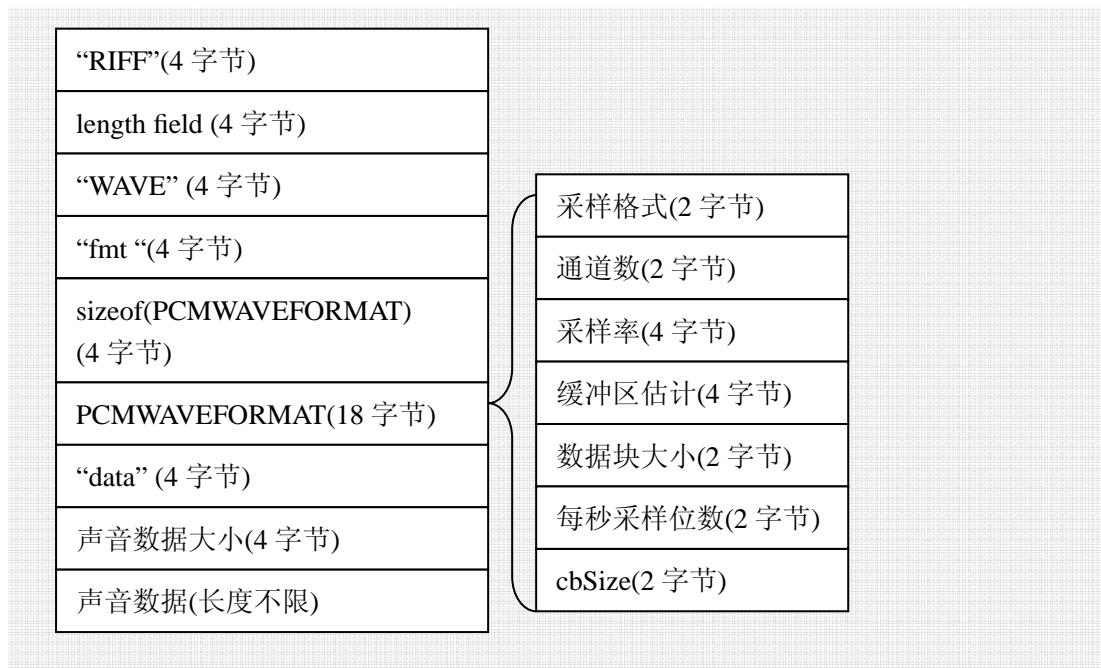 “RIFF”(4 字节)
length field (4 字节)
“WAVE” (4 字节)
“fmt “(4 字节)
sizeof(PCMWAVEFORMAT)
(4 字节)
PCMWAVEFORMAT(18 字节)
“data” (4 字节)
声音数据大小(4 字节)
声音数据(长度不限)
采样格式(2 字节)
通道数(2 字节)
采样率(4 字节)
缓冲区估计(4 字节)
数据块大小(2 字节)
每秒采样位数(2 字节)
cbSize(2 字节)